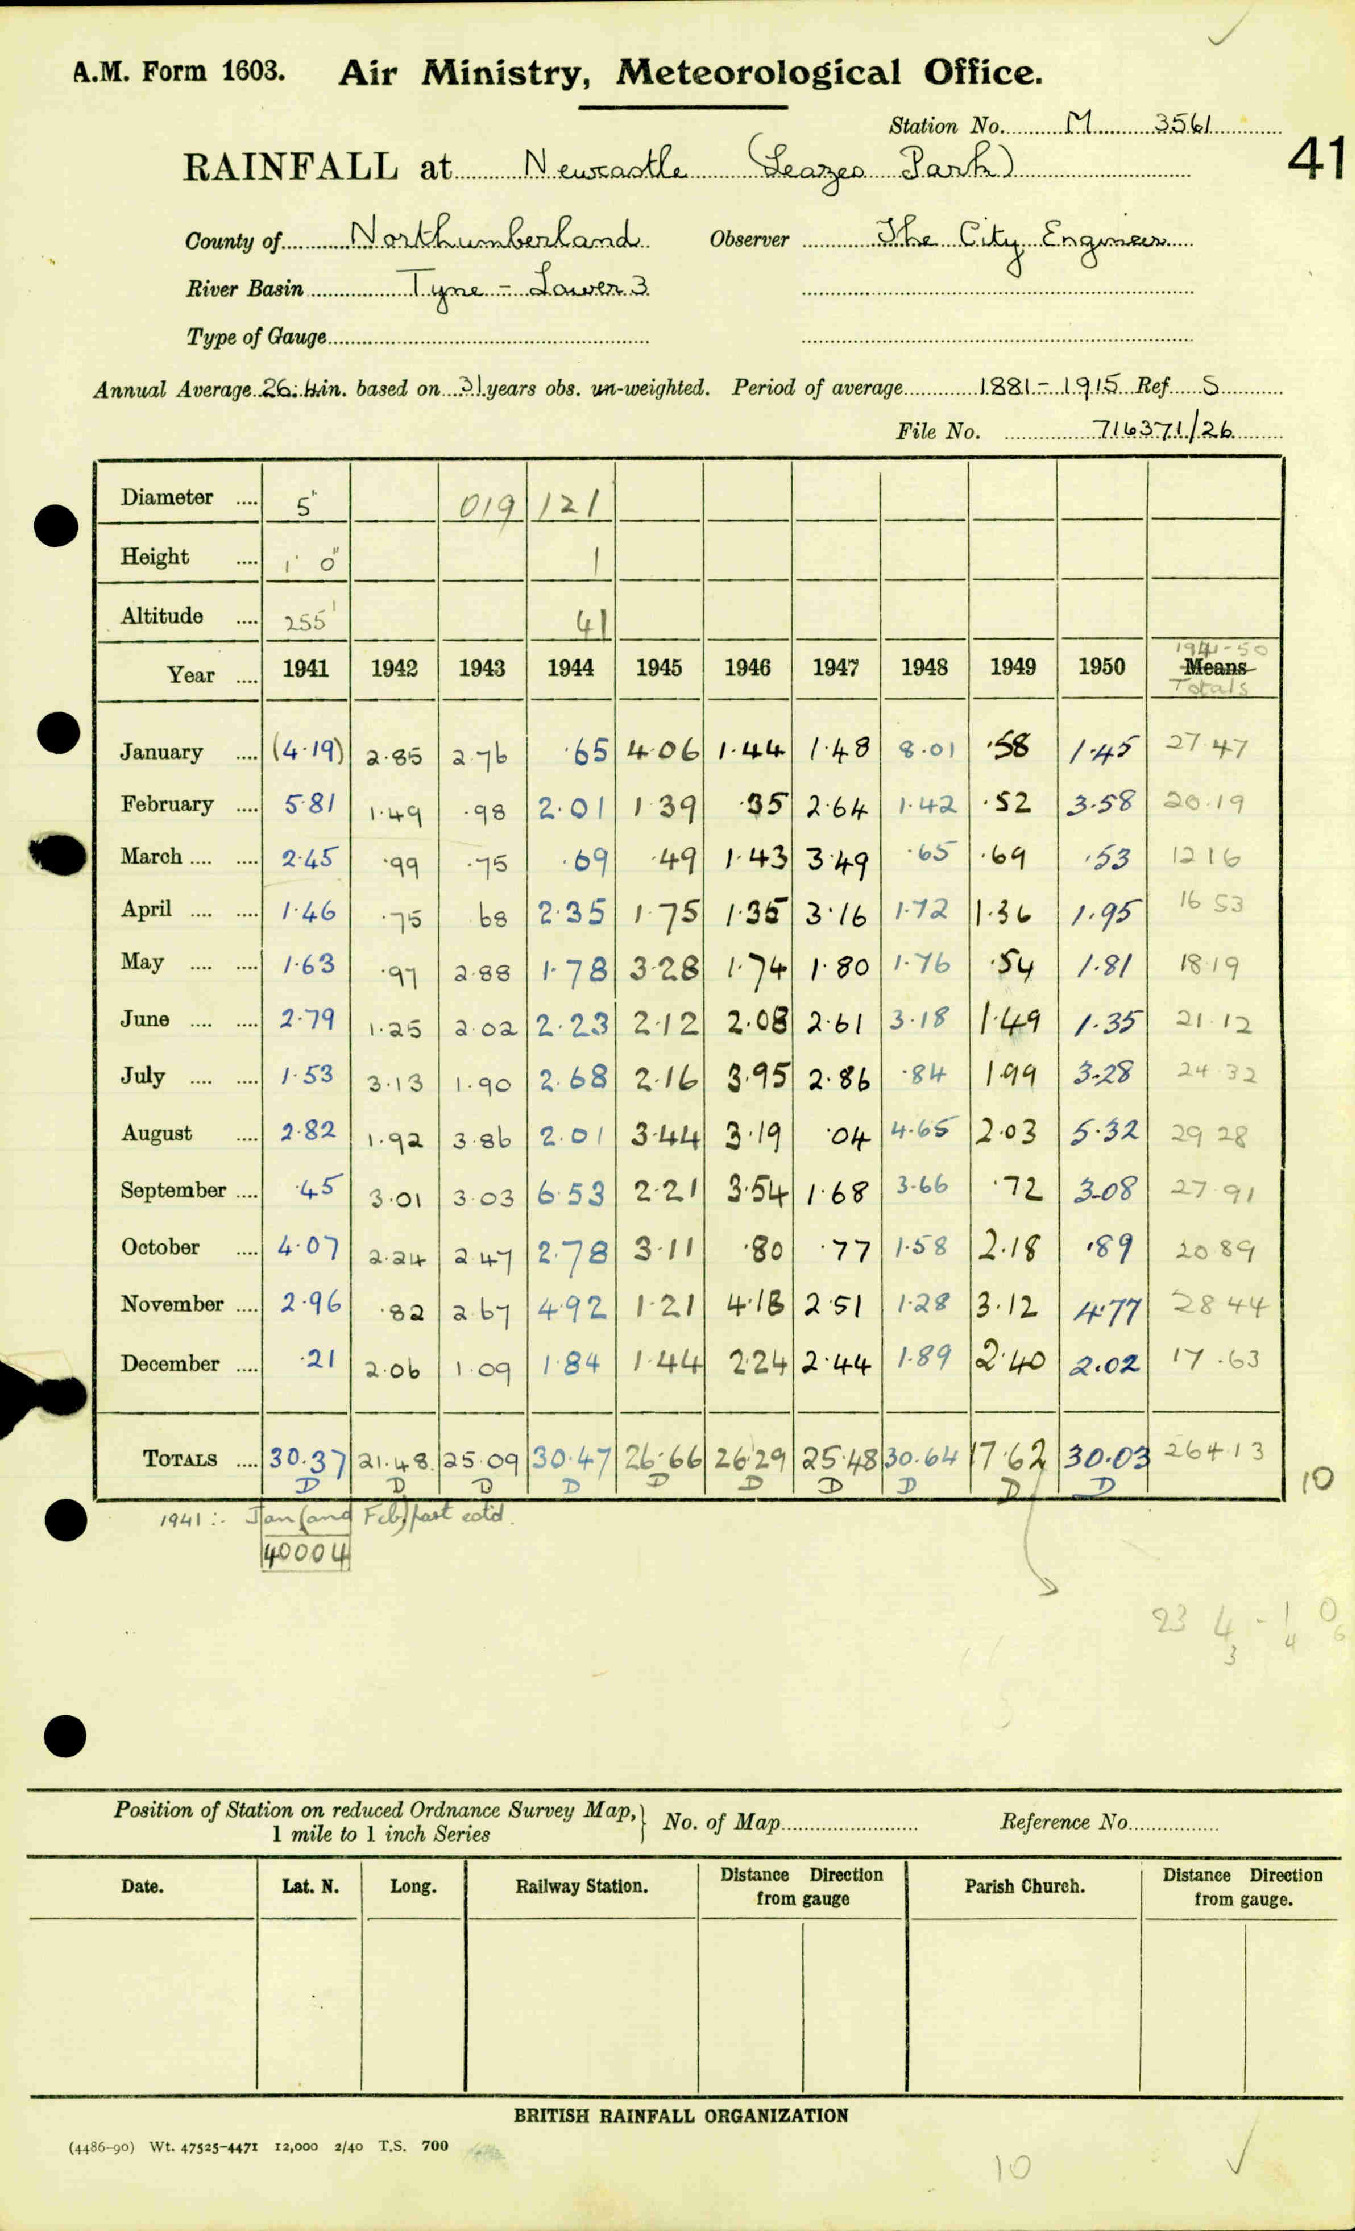 A.M. Form 1603. Air Ministry, Meteorological Office.
Station No. M 3561
41
RAINFALL at Newcastle (Leazes Park)
County of Northumberland Observer The City Engineer
River Basin Tyne - Lower 3
Type of Gauge
Annual Average 26.4 in. based on 31 years obs. un-weighted. Period of average 1881-1915 Ref. S
File No. 716371/26
Diameter .... 5" 019 121
Height .... 1' 0" 1
Altitude .... 255' 41
1941-50
Year .... 1941 1942 1943 1944 1945 1946 1947 1948 1949 1950 Means
Totals
January .... (4.19) 2.85 2.76 .65 4.06 1.44 1.48 8.01 .58 1.45 27 47
February .... 5.81 1.49 .98 2.01 1.39 .35 2.64 1.42 .52 3.58 20.19
March .... .... 2.45 .99 .75 .69 .49 1.43 3.49 .65 .69 .53 12 16
April .... .... 1.46 .75 68 2.35 1.75 1.35 3.16 1.72 1.36 1.95 16 53
May .... .... 1.63 .97 2.88 1.78 3.28 1.74 1.80 1.76 .54 1.81 18.19
June .... .... 2.79 1.25 2.02 2.23 2.12 2.08 2.61 3.18 1.49 1.35 21.12
July .... .... 1.53 3.13 1.90 2.68 2.16 3.95 2.86 .84 1.99 3.28 24.32
August .... 2.82 1.92 3.86 2.01 3.44 3.19 .04 4.65 2.03 5.32 29 28
September .... .45 3.01 3.03 6.53 2.21 3.54 1.68 3.66 .72 3.08 27.91
October .... 4.07 2.24 2.47 2.78 3.11 .80 .77 1.58 2.18 .89 20 89
November .... 2.96 .82 2.67 4.92 1.21 4.18 2.51 1.28 3.12 4.77 28 44
December .... .21 2.06 1.09 1.84 1.44 2.24 2.44 1.89 2.40 2.02 17.63
TOTALS .... 30.37 21.48 25.09 30.47 26.66 26.29 25.48 30.64 17.62 30.03 264.13
D D D D D D D D D D
10
1941:- Jan (and Feb) part estd.
40004
23 4 - 1 0
3 4 6
Position of Station on reduced Ordnance Survey Map, } No. of Map Reference No.
1 mile to 1 inch Series
Date. Lat. N. Long. Railway Station. Distance Direction from gauge Parish Church. Distance Direction from gauge.
BRITISH RAINFALL ORGANIZATION
(4486-90) Wt. 47525-4471 12,000 2/40 T.S. 700
10